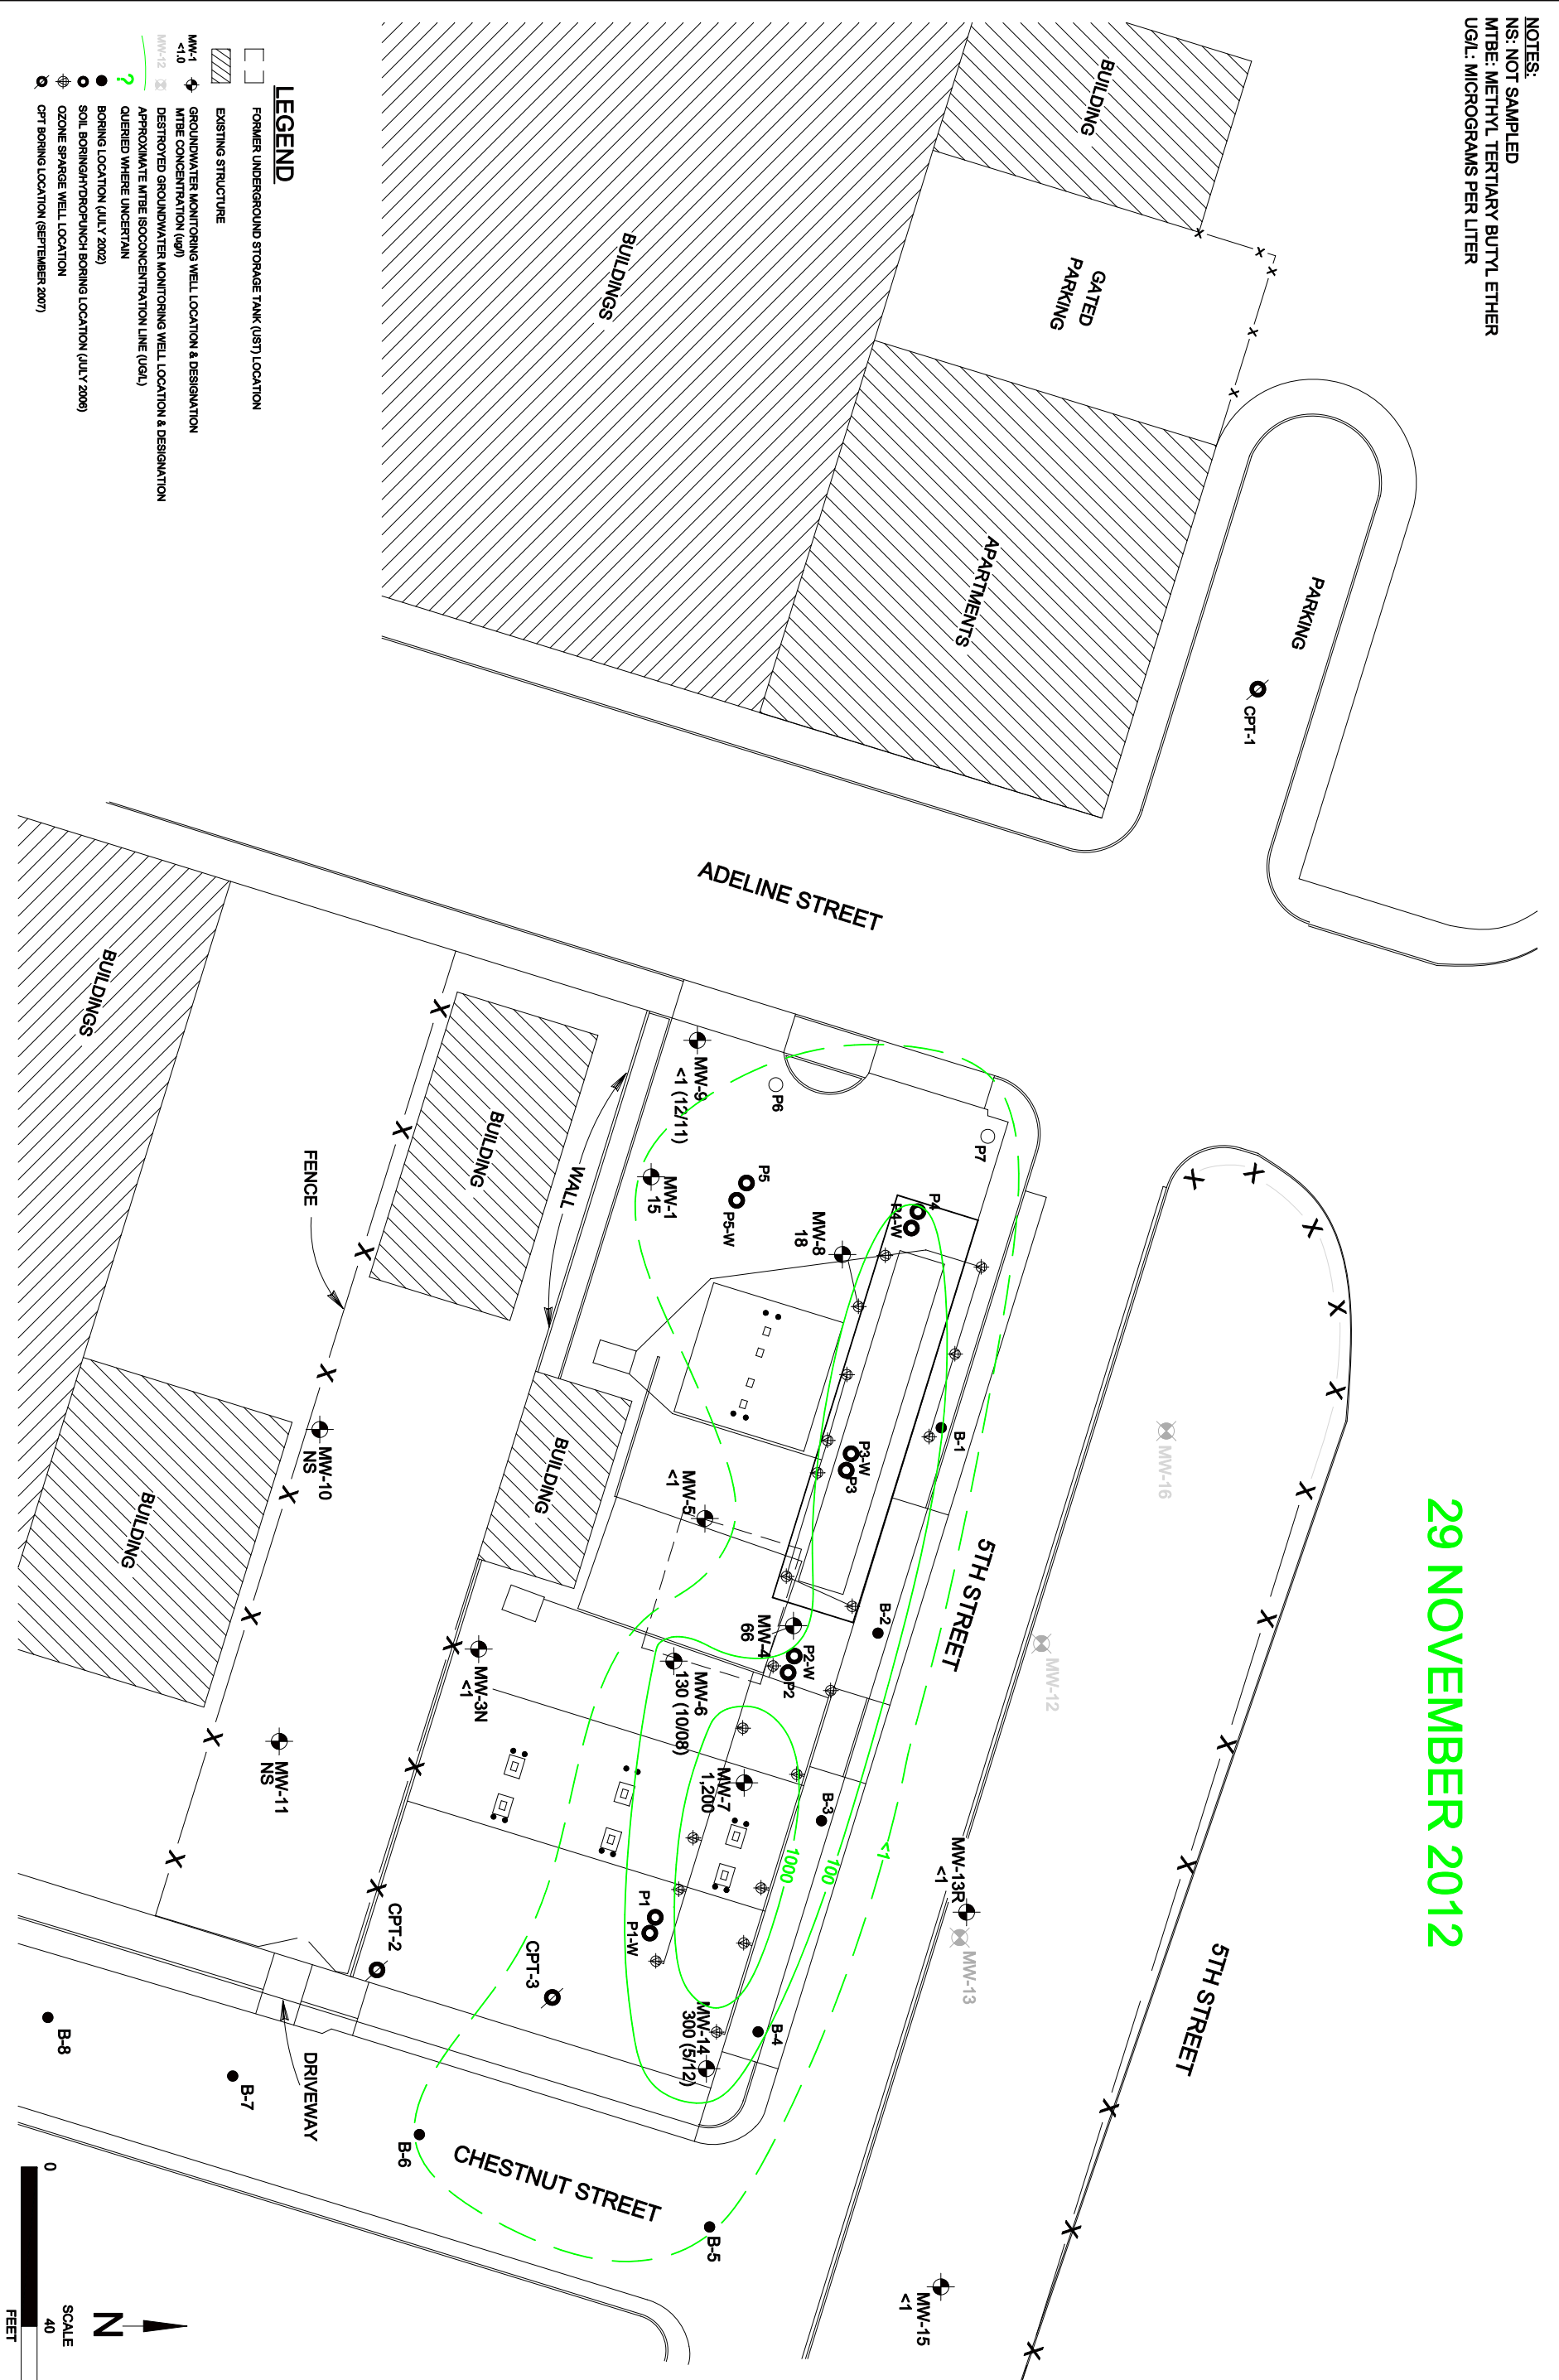 NOTES:
NS: NOT SAMPLED
MTBE: METHYL TERTIARY BUTYL ETHER
UG/L: MICROGRAMS PER LITER
29 NOVEMBER 2012
BUILDING
GATED
PARKING
BUILDINGS
APARTMENTS
PARKING
CPT-1
ADELINE STREET
5TH STREET
5TH STREET
CHESTNUT STREET
MW-16
MW-12
MW-13R
<1
MW-13
MW-15
<1
P7
P6
MW-9
<1 (12/11)
MW-1
15
P5
P5-W
MW-8
18
P4
P4-W
B-1
P3-W
P3
MW-5
<1
B-2
MW-4
66
P2-W
P2
MW-6
130 (10/08)
MW-7
1,200
B-3
1000
100
<1
P1
P1-W
MW-14
300 (5/12)
B-4
B-5
B-6
B-7
B-8
CPT-3
CPT-2
MW-3N
<1
MW-10
NS
MW-11
NS
WALL
FENCE
BUILDING
BUILDING
BUILDING
BUILDINGS
DRIVEWAY
LEGEND
FORMER UNDERGROUND STORAGE TANK (UST) LOCATION
EXISTING STRUCTURE
MW-1
<1.0
GROUNDWATER MONITORING WELL LOCATION & DESIGNATION
MTBE CONCENTRATION (ug/l)
MW-12
DESTROYED GROUNDWATER MONITORING WELL LOCATION & DESIGNATION
APPROXIMATE MTBE ISOCONCENTRATION LINE (UG/L)
?
QUERIED WHERE UNCERTAIN
BORING LOCATION (JULY 2002)
SOIL BORING/HYDROPUNCH BORING LOCATION (JULY 2006)
OZONE SPARGE WELL LOCATION
CPT BORING LOCATION (SEPTEMBER 2007)
N
SCALE
0
40
FEET